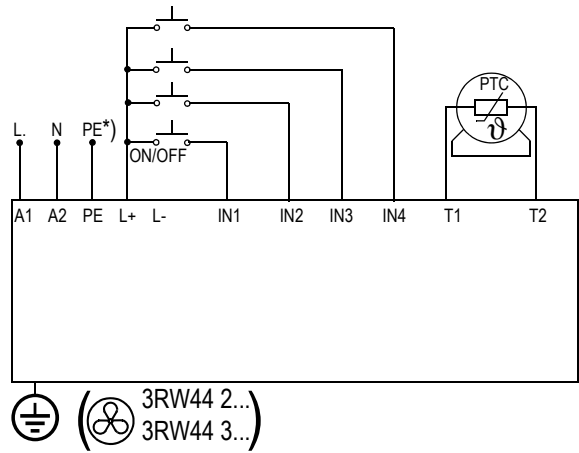 L. N PE*)
ON/OFF
PTC
ϑ
A1 A2 PE L+ L- IN1 IN2 IN3 IN4 T1 T2
3RW44 2...
3RW44 3...